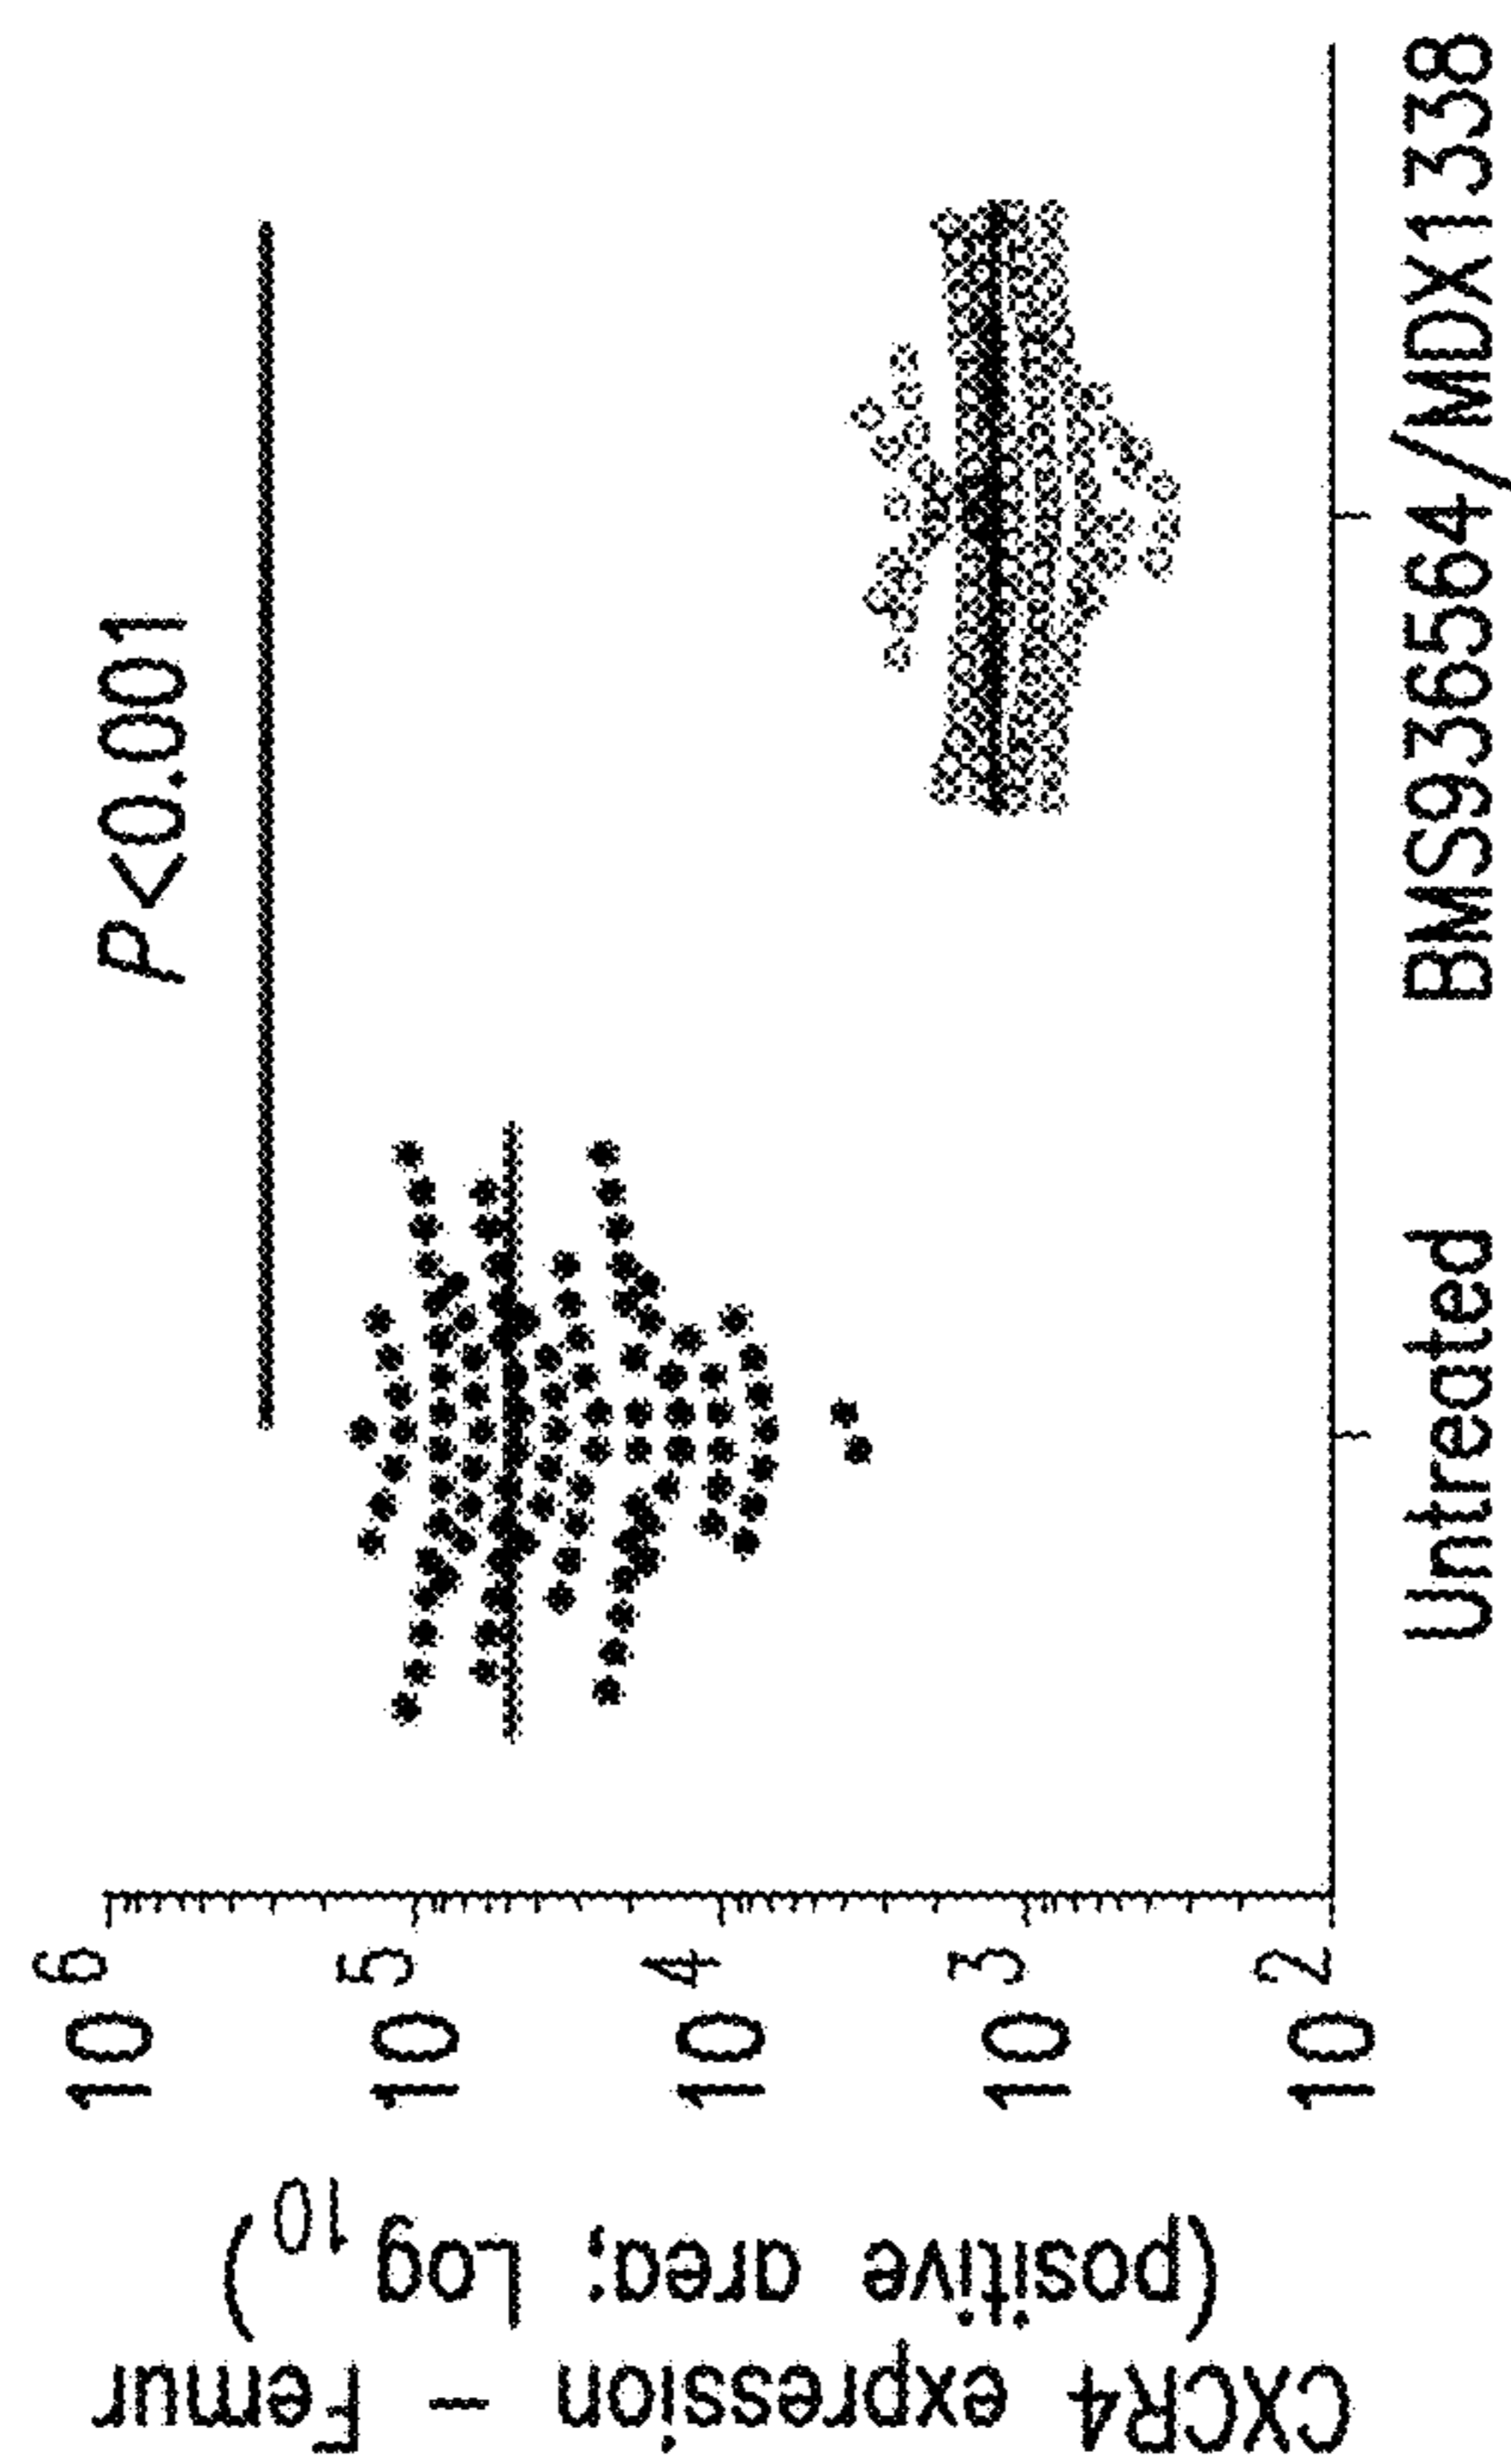 CXCR4 expression – Femur
(positive area; Log10)
10^6
10^5
10^4
10^3
10^2
P<0.001
Untreated
BMS936564/MDX1338